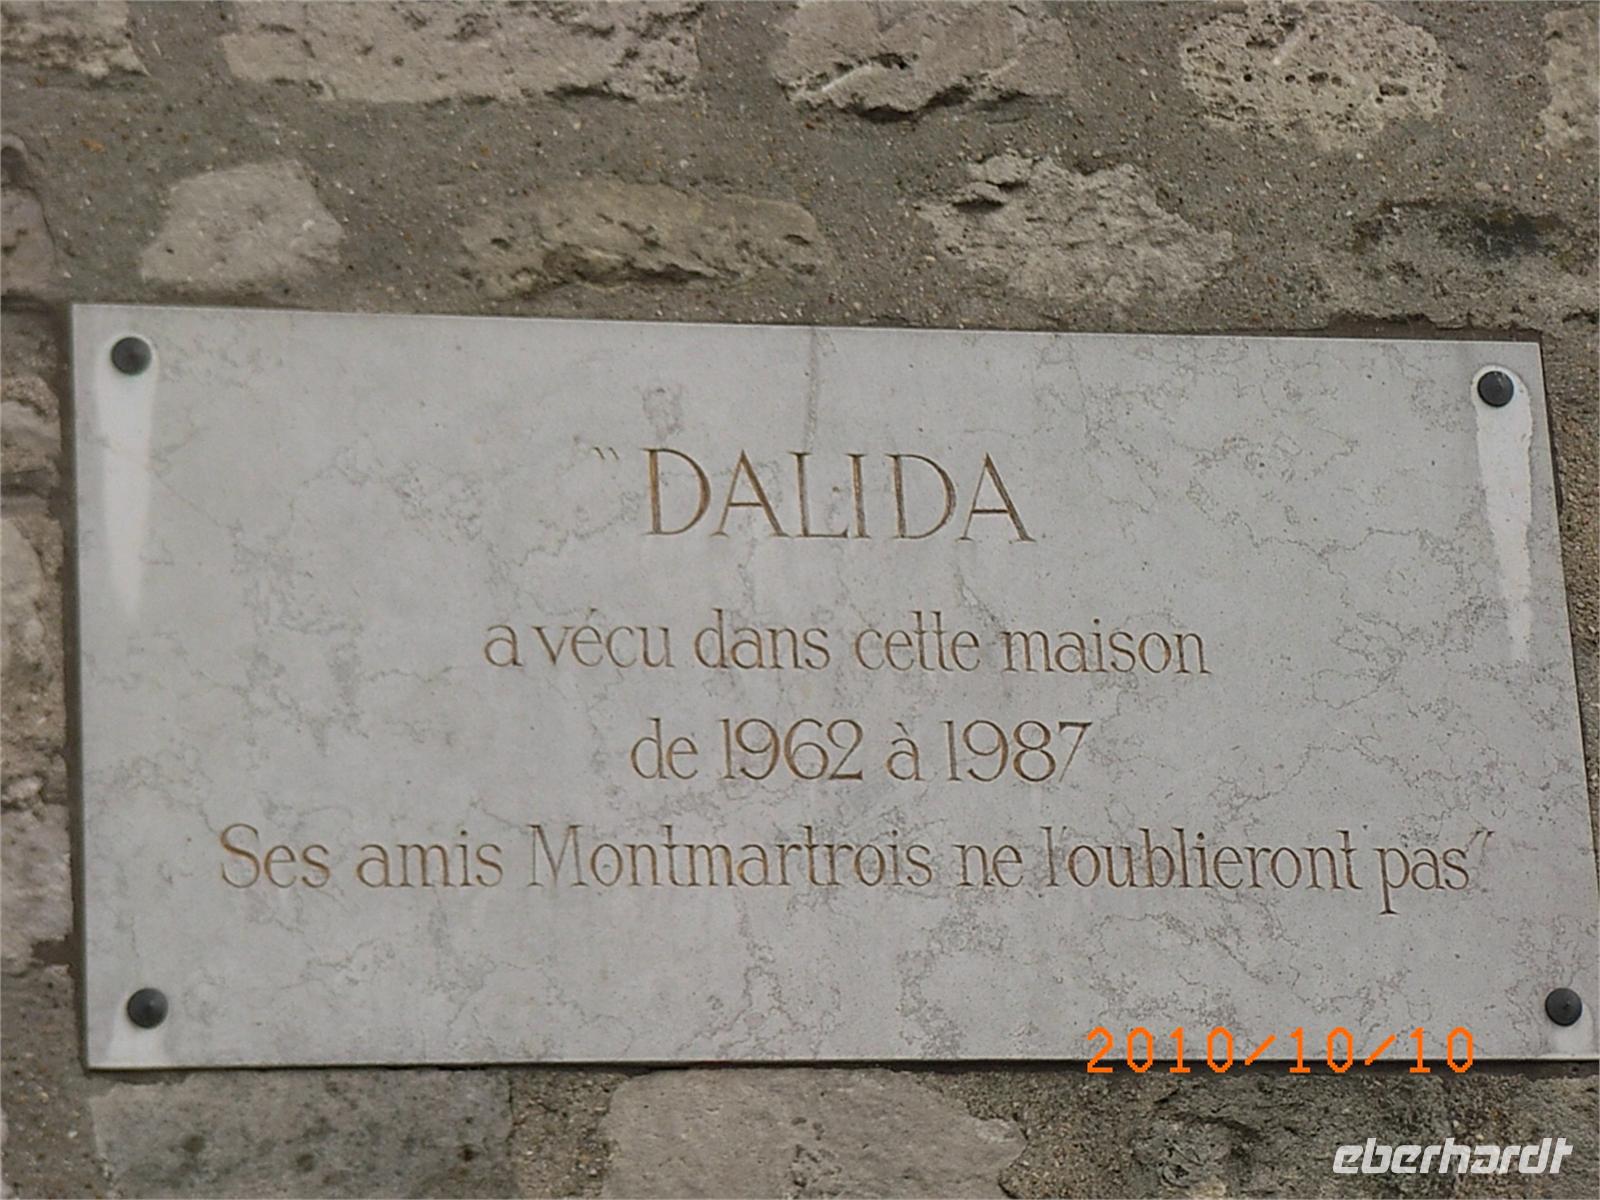 "DALIDA
a vécu dans cette maison
de 1962 à 1987
Ses amis Montmartrois ne l'oublieront pas"
2010/10/10
eberhardt